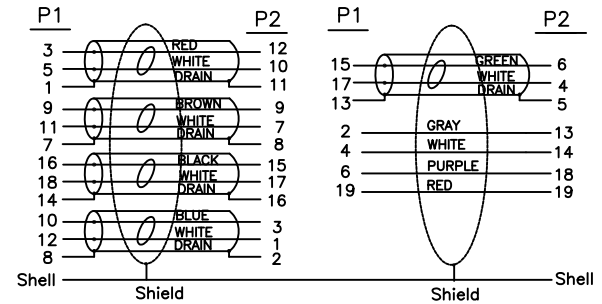 P1 P2
3 RED 12
5 WHITE 10
1 DRAIN 11
9 BROWN 9
11 WHITE 7
7 DRAIN 8
16 BLACK 15
18 WHITE 17
14 DRAIN 16
10 BLUE 3
12 WHITE 1
8 DRAIN 2
Shell
Shield
P1 P2
15 GREEN 6
17 WHITE 4
13 DRAIN 5
2 GRAY 13
4 WHITE 14
6 PURPLE 18
19 RED 19
Shell
Shield